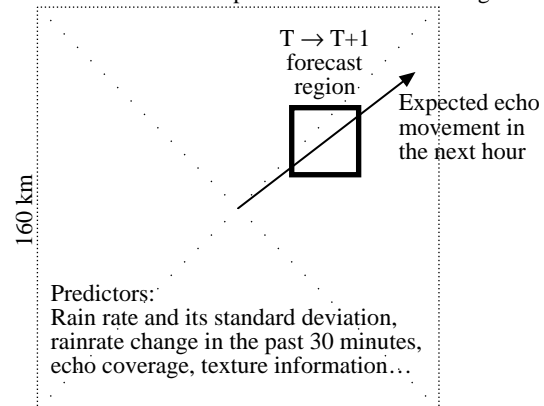 T → T+1
forecast
region
Expected echo
movement in
the next hour
160 km
Predictors:
Rain rate and its standard deviation,
rainrate change in the past 30 minutes,
echo coverage, texture information…